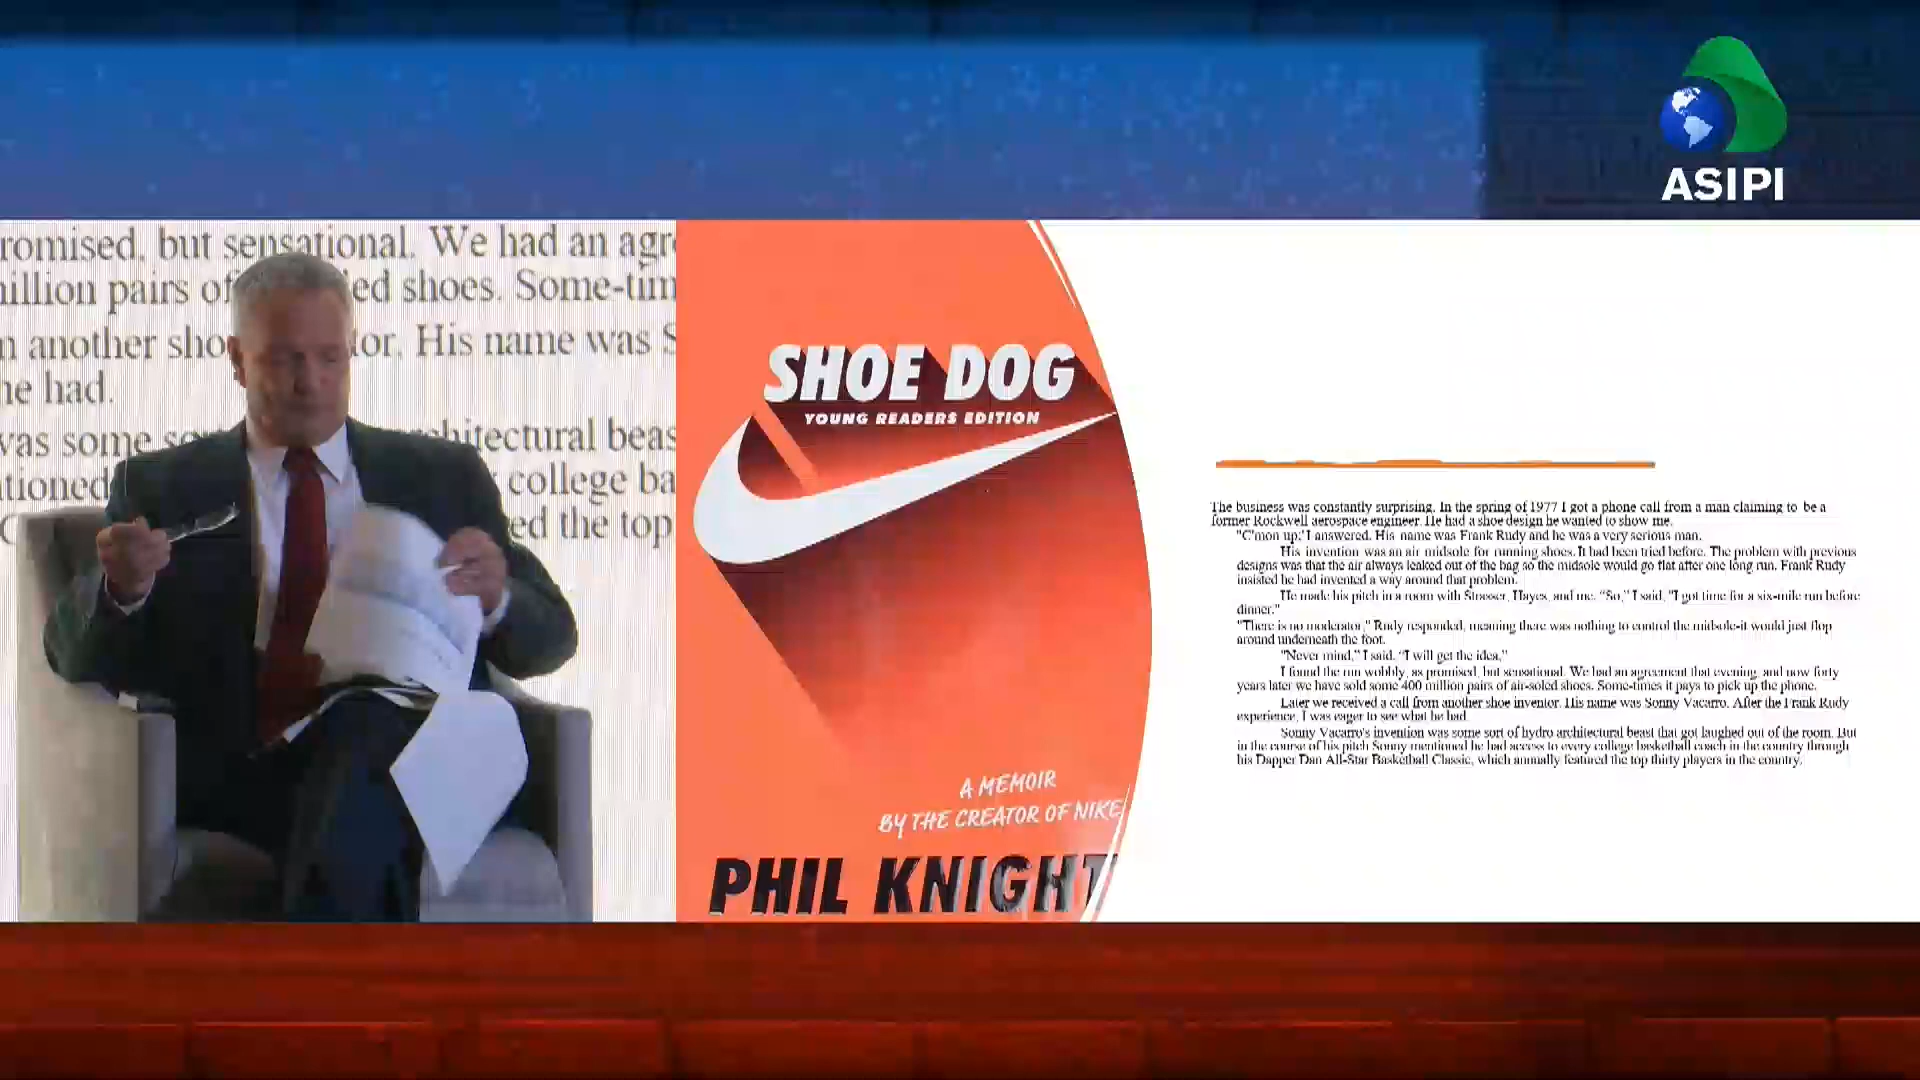 ASIPI
romised, but sensational. We had an agr
illion pairs of ed shoes. Some-tim
n another sho tor. His name was S
he had.
was some so chitectural beas
tioned college ba
ed the top
SHOE DOG
YOUNG READERS EDITION
A MEMOIR
BY THE CREATOR OF NIKE
PHIL KNIGHT
The business was constantly surprising. In the spring of 1977 I got a phone call from a man claiming to be a
former Rockwell aerospace engineer. He had a shoe design he wanted to show me.
"C'mon up;' I answered. His name was Frank Rudy and he was a very serious man.
His invention was an air midsole for running shoes. It had been tried before. The problem with previous
designs was that the air always leaked out of the bag so the midsole would go flat after one long run. Frank Rudy
insisted he had invented a way around that problem.
He made his pitch in a room with Strasser, Hayes, and me. "So," I said, "I got time for a six-mile run before
dinner."
"There is no moderator," Rudy responded, meaning there was nothing to control the midsole-it would just flop
around underneath the foot.
"Never mind," I said. "I will get the idea,"
I found the run wobbly, as promised, but sensational. We had an agreement that evening, and now forty
years later we have sold some 400 million pairs of air-soled shoes. Some-times it pays to pick up the phone.
Later we received a call from another shoe inventor. His name was Sonny Vacarro. After the Frank Rudy
experience, I was eager to see what he had.
Sonny Vacarro's invention was some sort of hydro architectural beast that got laughed out of the room. But
in the course of his pitch Sonny mentioned he had access to every college basketball coach in the country through
his Dapper Dan All-Star Basketball Classic, which annually featured the top thirty players in the country.